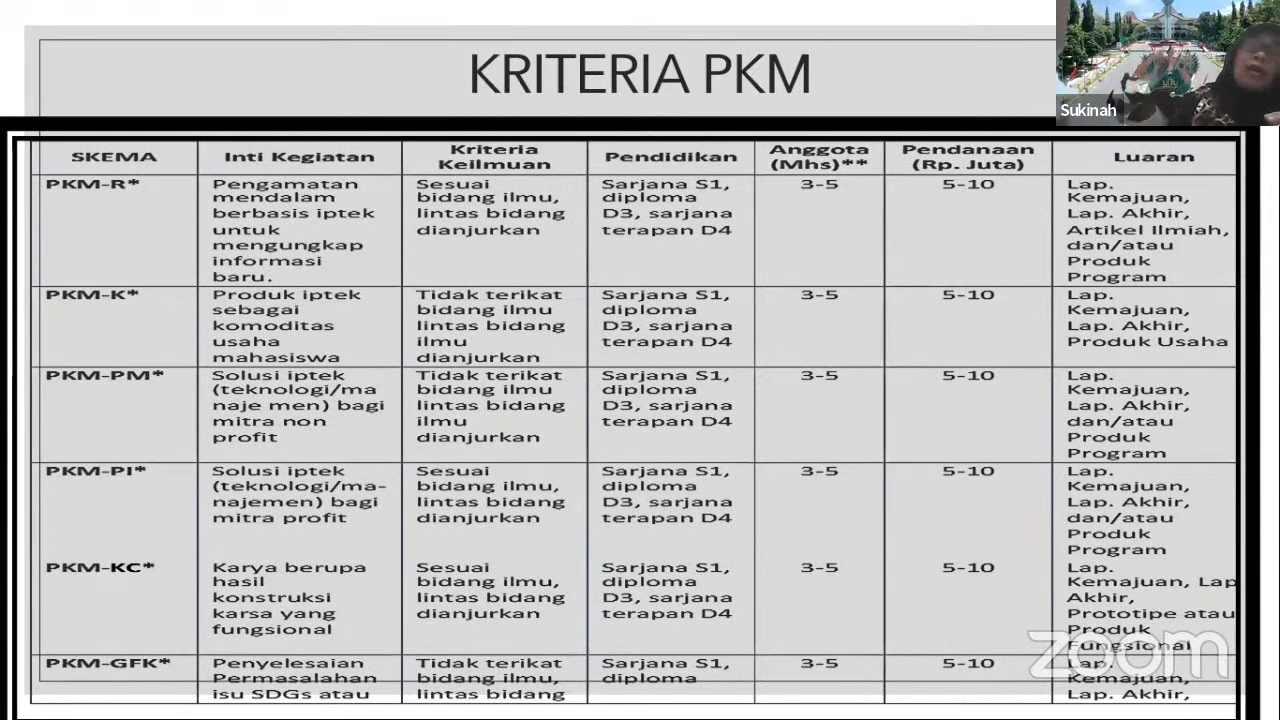 KRITERIA PKM
Sukinah
SKEMA
Inti Kegiatan
Kriteria
Keilmuan
Pendidikan
Anggota
(Mhs)**
Pendanaan
(Rp. Juta)
Luaran
PKM-R*
Pengamatan
mendalam
berbasis iptek
untuk
mengungkap
informasi
baru.
Sesuai
bidang ilmu,
lintas bidang
dianjurkan
Sarjana S1,
diploma
D3, sarjana
terapan D4
3-5
5-10
Lap.
Kemajuan,
Lap. Akhir,
Artikel Ilmiah,
dan/atau
Produk
Program
PKM-K*
Produk iptek
sebagai
komoditas
usaha
mahasiswa
Tidak terikat
bidang ilmu
lintas bidang
ilmu
dianjurkan
Sarjana S1,
diploma
D3, sarjana
terapan D4
3-5
5-10
Lap.
Kemajuan,
Lap. Akhir,
Produk Usaha
PKM-PM*
Solusi iptek
(teknologi/ma
naje men) bagi
mitra non
profit
Tidak terikat
bidang ilmu
lintas bidang
ilmu
dianjurkan
Sarjana S1,
diploma
D3, sarjana
terapan D4
3-5
5-10
Lap.
Kemajuan,
Lap. Akhir,
dan/atau
Produk
Program
PKM-PI*
Solusi iptek
(teknologi/ma-
najemen) bagi
mitra profit
Sesuai
bidang ilmu,
lintas bidang
dianjurkan
Sarjana S1,
diploma
D3, sarjana
terapan D4
3-5
5-10
Lap.
Kemajuan,
Lap. Akhir,
dan/atau
Produk
Program
PKM-KC*
Karya berupa
hasil
konstruksi
karsa yang
fungsional
Sesuai
bidang ilmu,
lintas bidang
dianjurkan
Sarjana S1,
diploma
D3, sarjana
terapan D4
3-5
5-10
Lap.
Kemajuan, Lap
Akhir,
Prototipe atau
Produk
Fungsional
PKM-GFK*
Penyelesaian
Permasalahan
isu SDGs atau
Tidak terikat
bidang ilmu,
lintas bidang
Sarjana S1,
diploma
3-5
5-10
Lap.
Kemajuan,
Lap. Akhir,
zoom